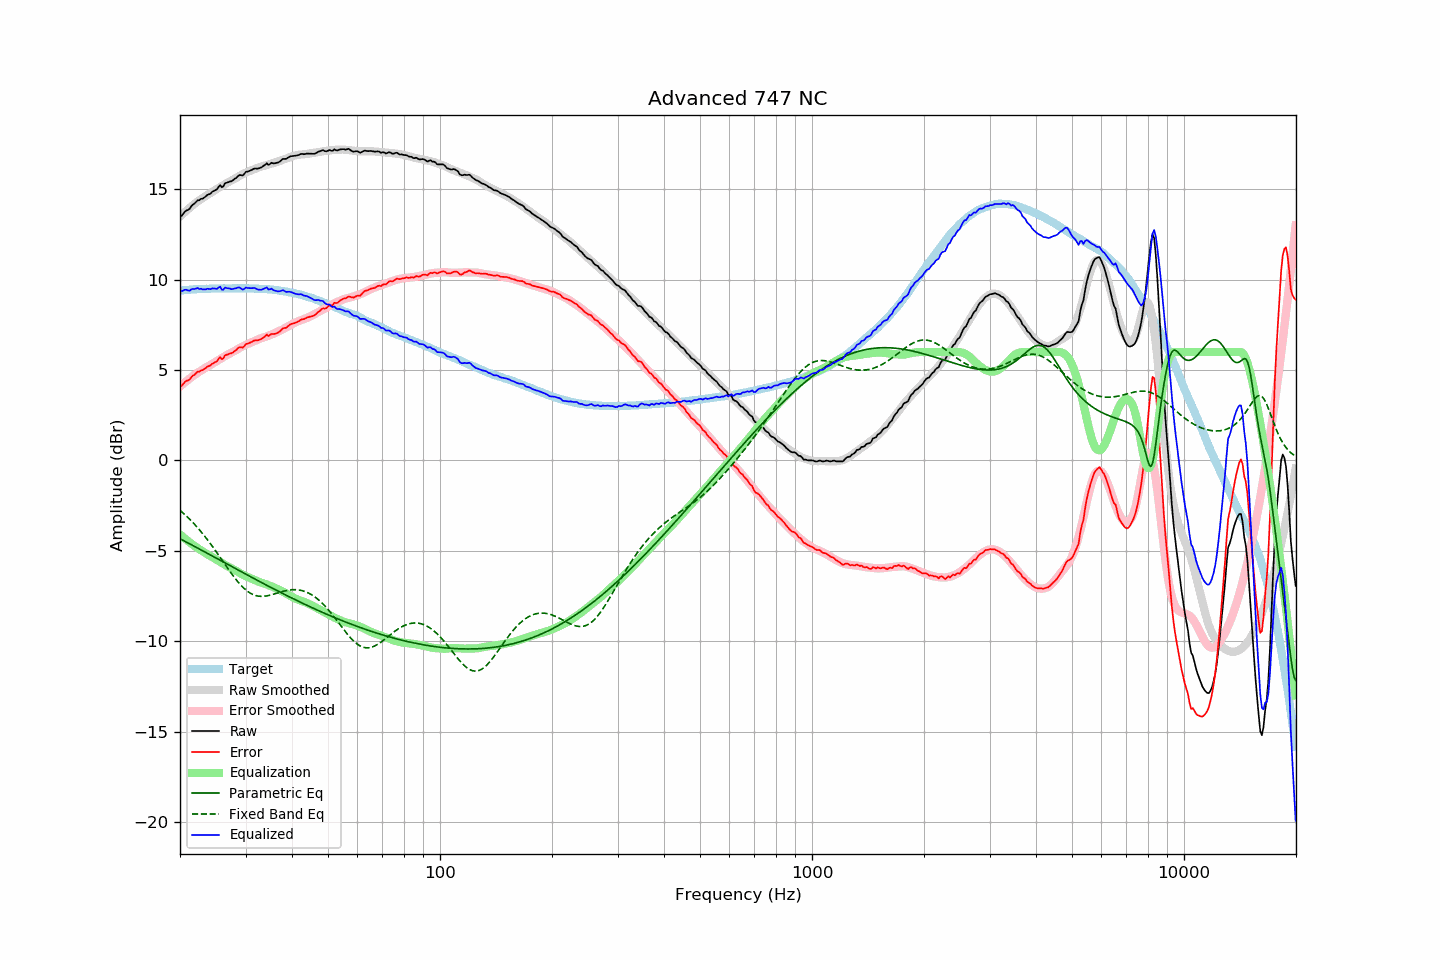 Advanced 747 NC
Amplitude (dBr)
15
10
5
0
−5
−10
−15
−20
Target
Raw Smoothed
Error Smoothed
Raw
Error
Equalization
Parametric Eq
Fixed Band Eq
Equalized
100
1000
10000
Frequency (Hz)